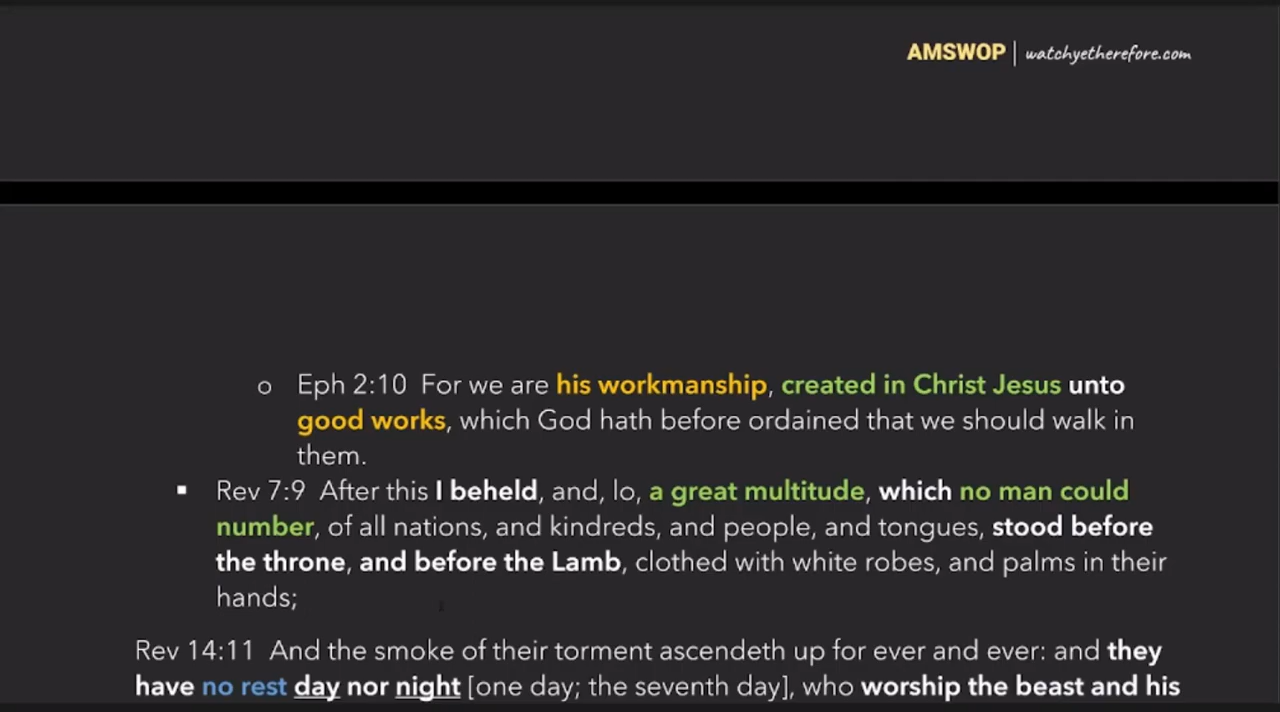 AMSWOP | watchyetherefore.com
o Eph 2:10 For we are his workmanship, created in Christ Jesus unto
good works, which God hath before ordained that we should walk in
them.
▪ Rev 7:9 After this I beheld, and, lo, a great multitude, which no man could
number, of all nations, and kindreds, and people, and tongues, stood before
the throne, and before the Lamb, clothed with white robes, and palms in their
hands;
Rev 14:11 And the smoke of their torment ascendeth up for ever and ever: and they
have no rest day nor night [one day; the seventh day], who worship the beast and his